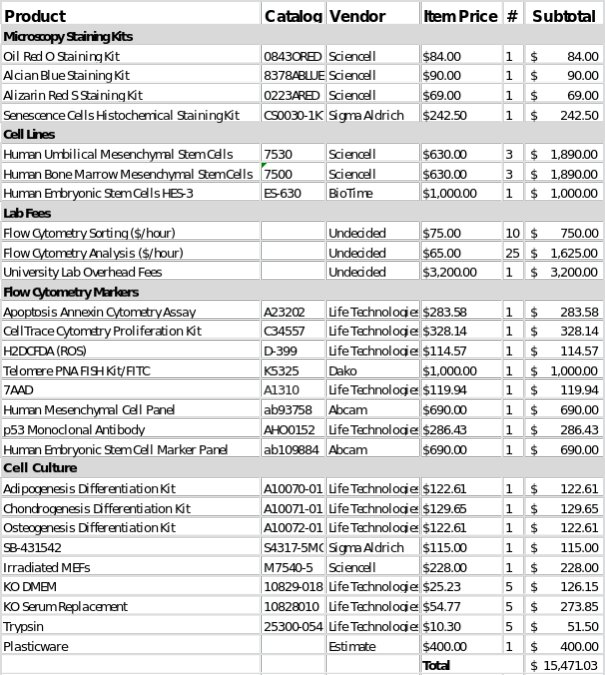 Product Catalog Vendor Item Price # Subtotal
Microscopy Staining Kits
Oil Red O Staining Kit 0843ORED Sciencell $84.00 1 $ 84.00
Alcian Blue Staining Kit 8378ABLUE Sciencell $90.00 1 $ 90.00
Alizarin Red S Staining Kit 0223ARED Sciencell $69.00 1 $ 69.00
Senescence Cells Histochemical Staining Kit CS0030-1K Sigma Aldrich $242.50 1 $ 242.50
Cell Lines
Human Umbilical Mesenchymal Stem Cells 7530 Sciencell $630.00 3 $ 1,890.00
Human Bone Marrow Mesenchymal Stem Cells 7500 Sciencell $630.00 3 $ 1,890.00
Human Embryonic Stem Cells HES-3 ES-630 BioTime $1,000.00 1 $ 1,000.00
Lab Fees
Flow Cytometry Sorting ($/hour) Undecided $75.00 10 $ 750.00
Flow Cytometry Analysis ($/hour) Undecided $65.00 25 $ 1,625.00
University Lab Overhead Fees Undecided $3,200.00 1 $ 3,200.00
Flow Cytometry Markers
Apoptosis Annexin Cytometry Assay A23202 Life Technologie $283.58 1 $ 283.58
CellTrace Cytometry Proliferation Kit C34557 Life Technologie $328.14 1 $ 328.14
H2DCFDA (ROS) D-399 Life Technologie $114.57 1 $ 114.57
Telomere PNA FISH Kit/FITC K5325 Dako $1,000.00 1 $ 1,000.00
7AAD A1310 Life Technologie $119.94 1 $ 119.94
Human Mesenchymal Cell Panel ab93758 Abcam $690.00 1 $ 690.00
p53 Monoclonal Antibody AHO0152 Life Technologie $286.43 1 $ 286.43
Human Embryonic Stem Cell Marker Panel ab109884 Abcam $690.00 1 $ 690.00
Cell Culture
Adipogenesis Differentiation Kit A10070-01 Life Technologie $122.61 1 $ 122.61
Chondrogenesis Differentiation Kit A10071-01 Life Technologie $129.65 1 $ 129.65
Osteogenesis Differentiation Kit A10072-01 Life Technologie $122.61 1 $ 122.61
SB-431542 S4317-5MG Sigma Aldrich $115.00 1 $ 115.00
Irradiated MEFs M7540-5 Sciencell $228.00 1 $ 228.00
KO DMEM 10829-018 Life Technologie $25.23 5 $ 126.15
KO Serum Replacement 10828010 Life Technologie $54.77 5 $ 273.85
Trypsin 25300-054 Life Technologie $10.30 5 $ 51.50
Plasticware Estimate $400.00 1 $ 400.00
Total $ 15,471.03